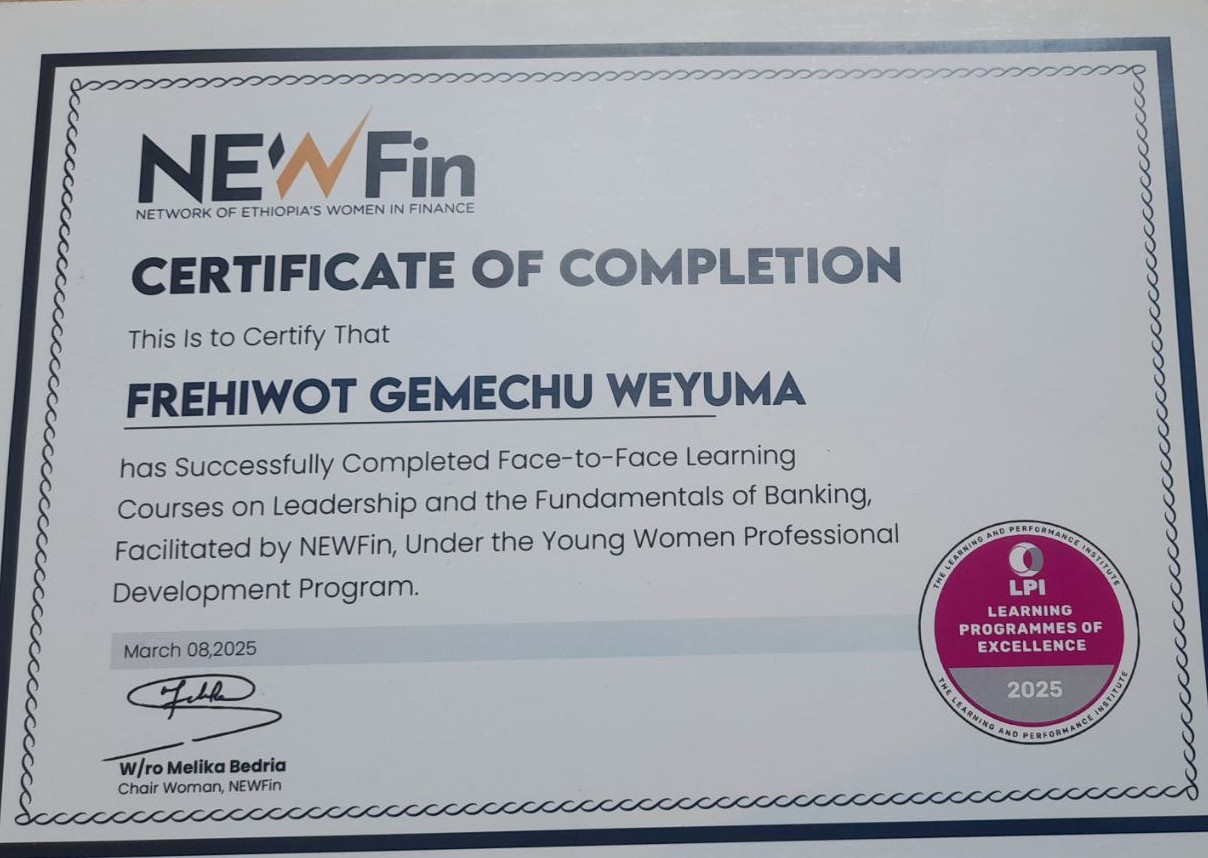 NEWFin
NETWORK OF ETHIOPIA'S WOMEN IN FINANCE
CERTIFICATE OF COMPLETION
This Is to Certify That
FREHIWOT GEMECHU WEYUMA
has Successfully Completed Face-to-Face Learning
Courses on Leadership and the Fundamentals of Banking,
Facilitated by NEWFin, Under the Young Women Professional
Development Program.
March 08,2025
W/ro Melika Bedria
Chair Woman, NEWFin
THE LEARNING AND PERFORMANCE INSTITUTE
LPI
LEARNING
PROGRAMMES OF
EXCELLENCE
2025
THE LEARNING AND PERFORMANCE INSTITUTE